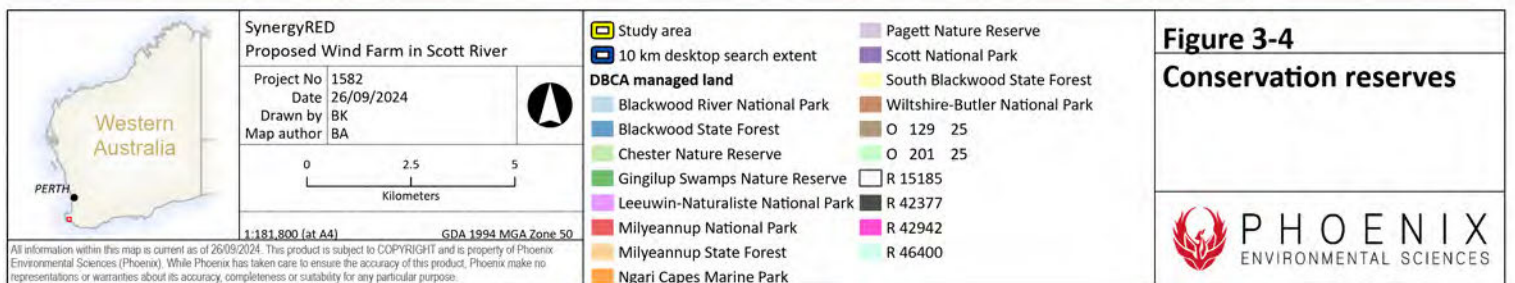 Western
Australia
PERTH
SynergyRED
Proposed Wind Farm in Scott River
Project No 1582
Date 26/09/2024
Drawn by BK
Map author BA
0 2.5 5
Kilometers
1:181,800 (at A4) GDA 1994 MGA Zone 50
All information within this map is current as of 26/09/2024. This product is subject to COPYRIGHT and is property of Phoenix
Environmental Sciences (Phoenix). While Phoenix has taken care to ensure the accuracy of this product, Phoenix make no
representations or warranties about its accuracy, completeness or suitability for any particular purpose.
Study area
10 km desktop search extent
DBCA managed land
Blackwood River National Park
Blackwood State Forest
Chester Nature Reserve
Gingilup Swamps Nature Reserve
Leeuwin-Naturaliste National Park
Milyeannup National Park
Milyeannup State Forest
Ngari Capes Marine Park
Pagett Nature Reserve
Scott National Park
South Blackwood State Forest
Wiltshire-Butler National Park
O 129 25
O 201 25
R 15185
R 42377
R 42942
R 46400
Figure 3-4
Conservation reserves
PHOENIX
ENVIRONMENTAL SCIENCES